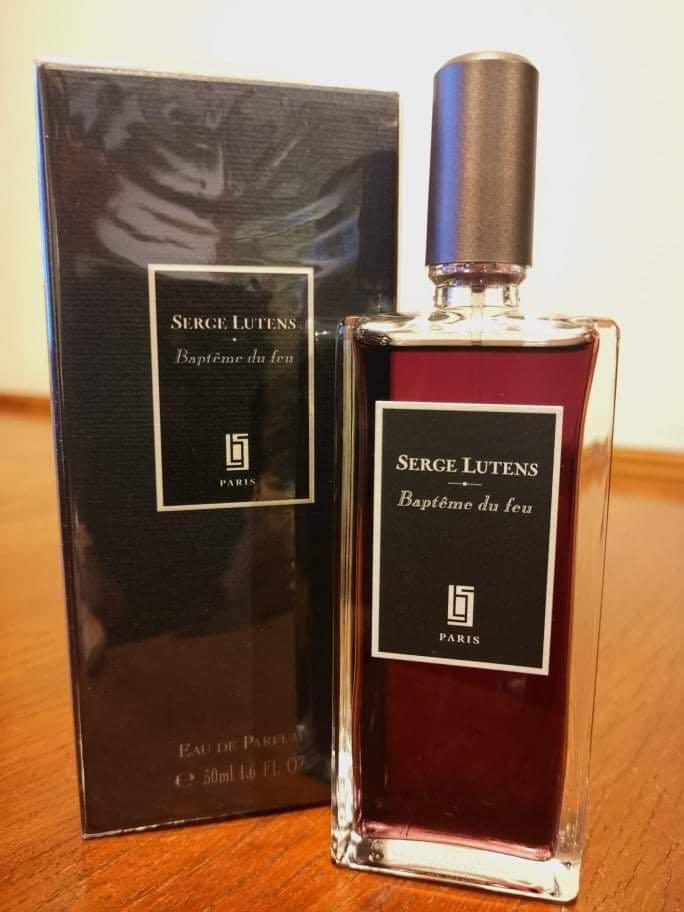 SERGE LUTENS
Baptême du feu
PARIS
EAU DE PARFUM
℮ 50ml 1.6 FL OZ
SERGE LUTENS
Baptême du feu
PARIS